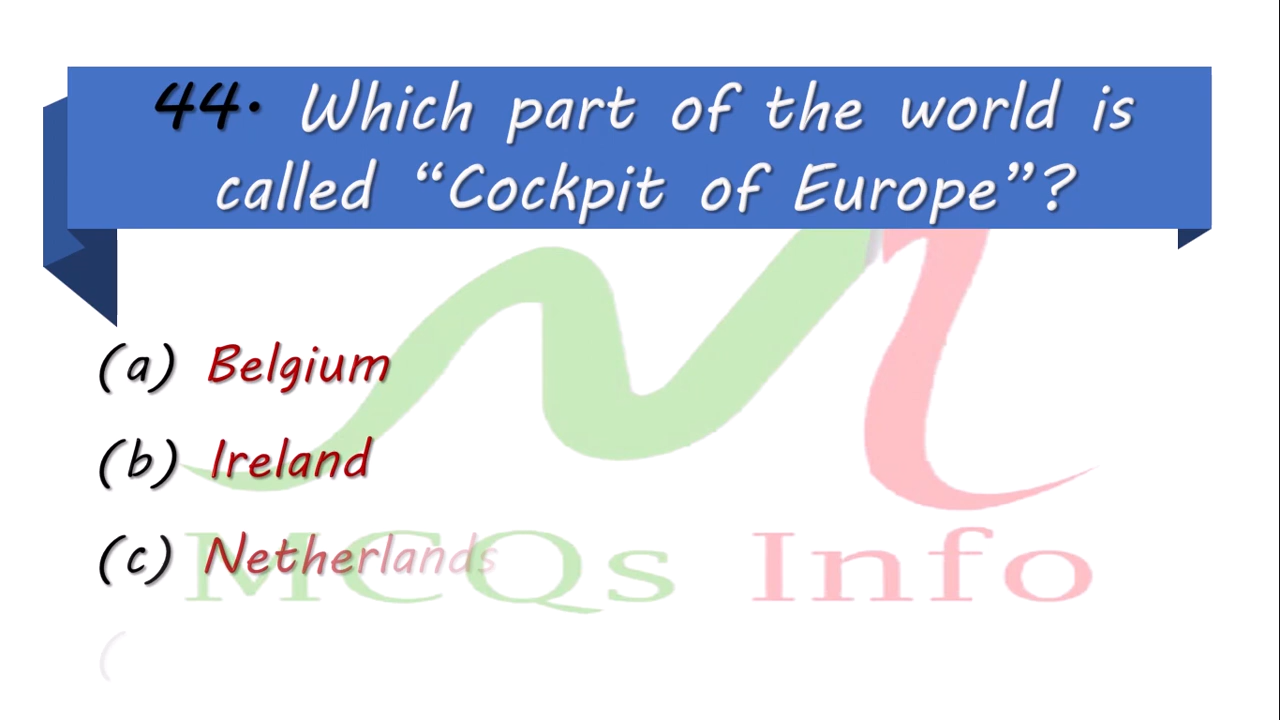 44. Which part of the world is
called “Cockpit of Europe”?
(a) Belgium
(b) Ireland
(c) Netherlands
MCQs Info
(